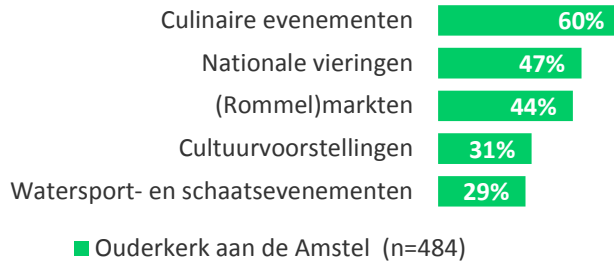 Culinaire evenementen 60%
Nationale vieringen 47%
(Rommel)markten 44%
Cultuurvoorstellingen 31%
Watersport- en schaatsevenementen 29%
Ouderkerk aan de Amstel (n=484)